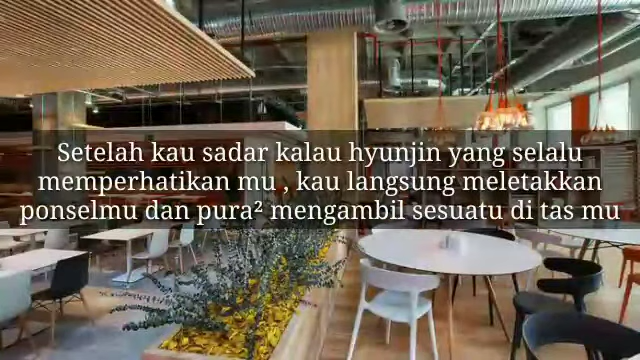 Setelah kau sadar kalau hyunjin yang selalu
memperhatikan mu , kau langsung meletakkan
ponselmu dan pura² mengambil sesuatu di tas mu